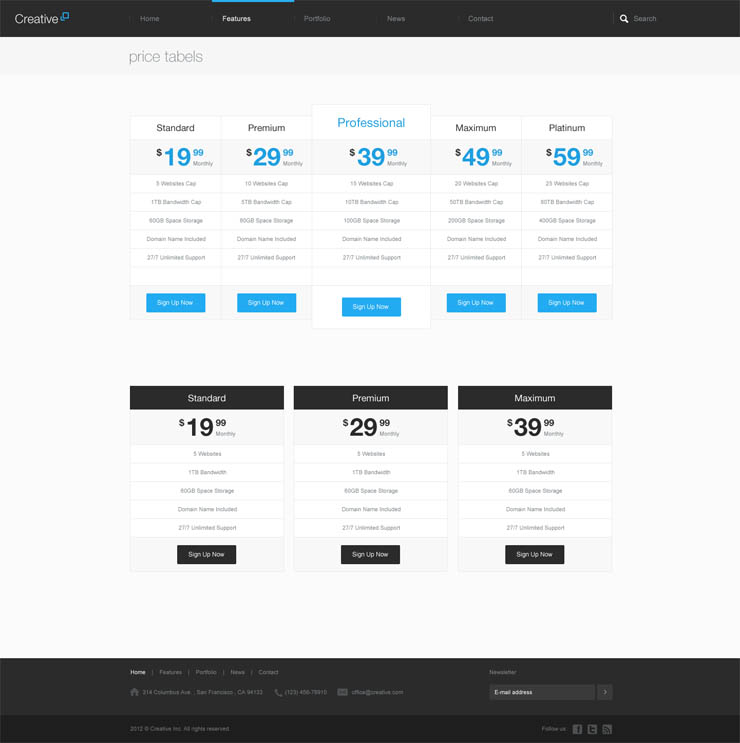 Creative
Home Features Portfolio News Contact Search
price tabels
Standard Premium Professional Maximum Platinum
$ 19 99 Monthly $ 29 99 Monthly $ 39 99 Monthly $ 49 99 Monthly $ 59 99 Monthly
5 Websites Cap 10 Websites Cap 15 Websites Cap 20 Websites Cap 25 Websites Cap
1TB Bandwidth Cap 5TB Bandwidth Cap 10TB Bandwidth Cap 50TB Bandwidth Cap 80TB Bandwidth Cap
60GB Space Storage 80GB Space Storage 100GB Space Storage 200GB Space Storage 400GB Space Storage
Domain Name Included Domain Name Included Domain Name Included Domain Name Included Domain Name Included
27/7 Unlimited Support 27/7 Unlimited Support 27/7 Unlimited Support 27/7 Unlimited Support 27/7 Unlimited Support
Sign Up Now Sign Up Now Sign Up Now Sign Up Now Sign Up Now
Standard Premium Maximum
$ 19 99 Monthly $ 29 99 Monthly $ 39 99 Monthly
5 Websites 5 Websites 5 Websites
1TB Bandwidth 1TB Bandwidth 1TB Bandwidth
60GB Space Storage 60GB Space Storage 60GB Space Storage
Domain Name Included Domain Name Included Domain Name Included
27/7 Unlimited Support 27/7 Unlimited Support 27/7 Unlimited Support
Sign Up Now Sign Up Now Sign Up Now
Home | Features | Portfolio | News | Contact Newsletter
314 Columbus Ave. , San Francisco , CA 94133 (123) 456-78910 office@creative.com E-mail address
2012 © Creative Inc. All rights reserved. Follow us